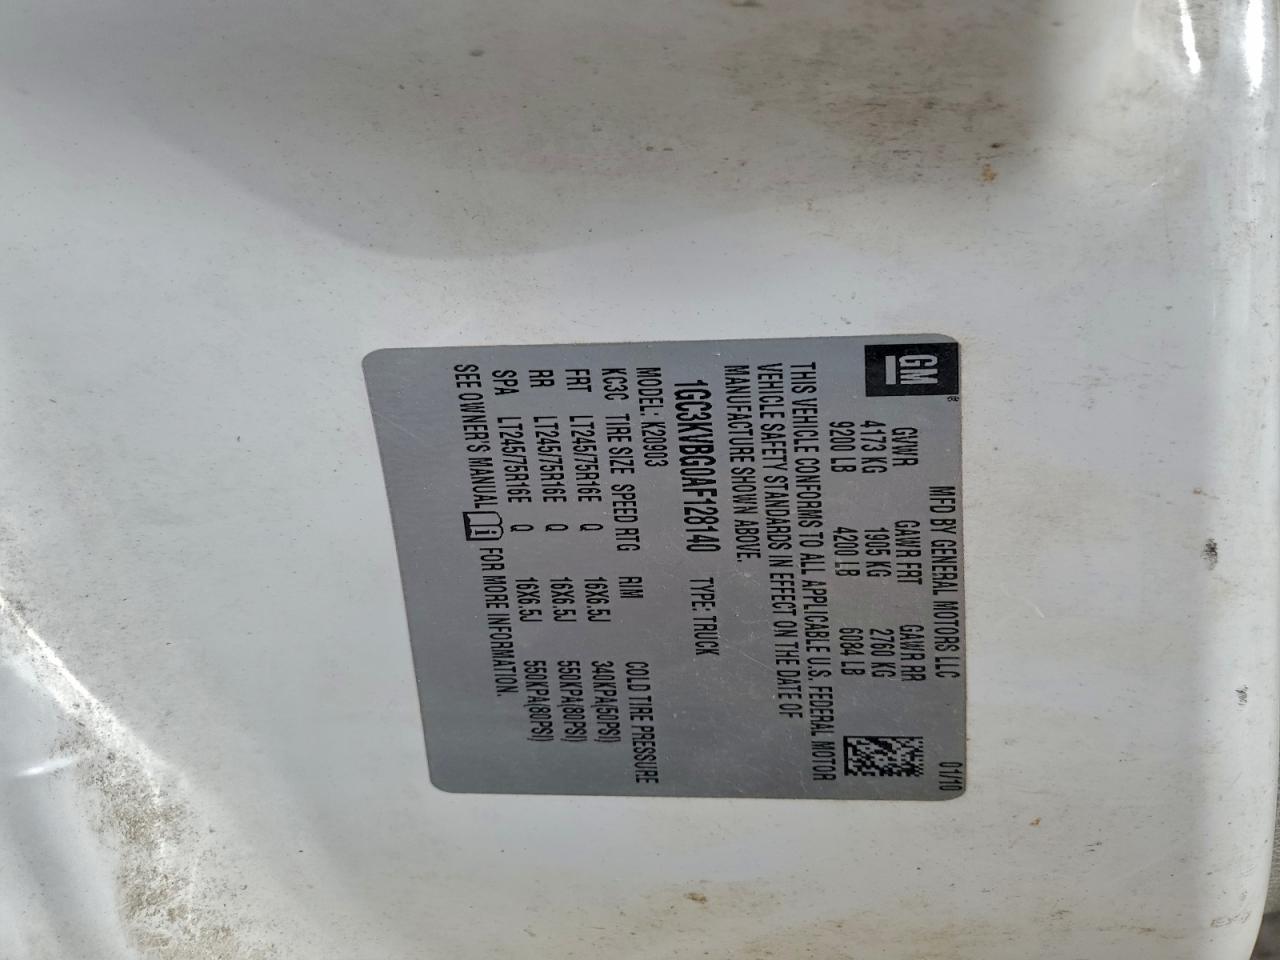 GM
MFD BY GENERAL MOTORS LLC 01/10
GVWR GAWR FRT GAWR RR
4173 KG 1905 KG 2760 KG
9200 LB 4200 LB 6084 LB
THIS VEHICLE CONFORMS TO ALL APPLICABLE U.S. FEDERAL MOTOR
VEHICLE SAFETY STANDARDS IN EFFECT ON THE DATE OF
MANUFACTURE SHOWN ABOVE.
1GC3KVBG0AF128140 TYPE: TRUCK
MODEL: K20903
KC3C TIRE SIZE SPEED RTG RIM COLD TIRE PRESSURE
FRT LT245/75R16E Q 16X6.5J 340KPA(50PSI)
RR LT245/75R16E Q 16X6.5J 550KPA(80PSI)
SPA LT245/75R16E Q 16X6.5J 550KPA(80PSI)
SEE OWNER'S MANUAL FOR MORE INFORMATION.